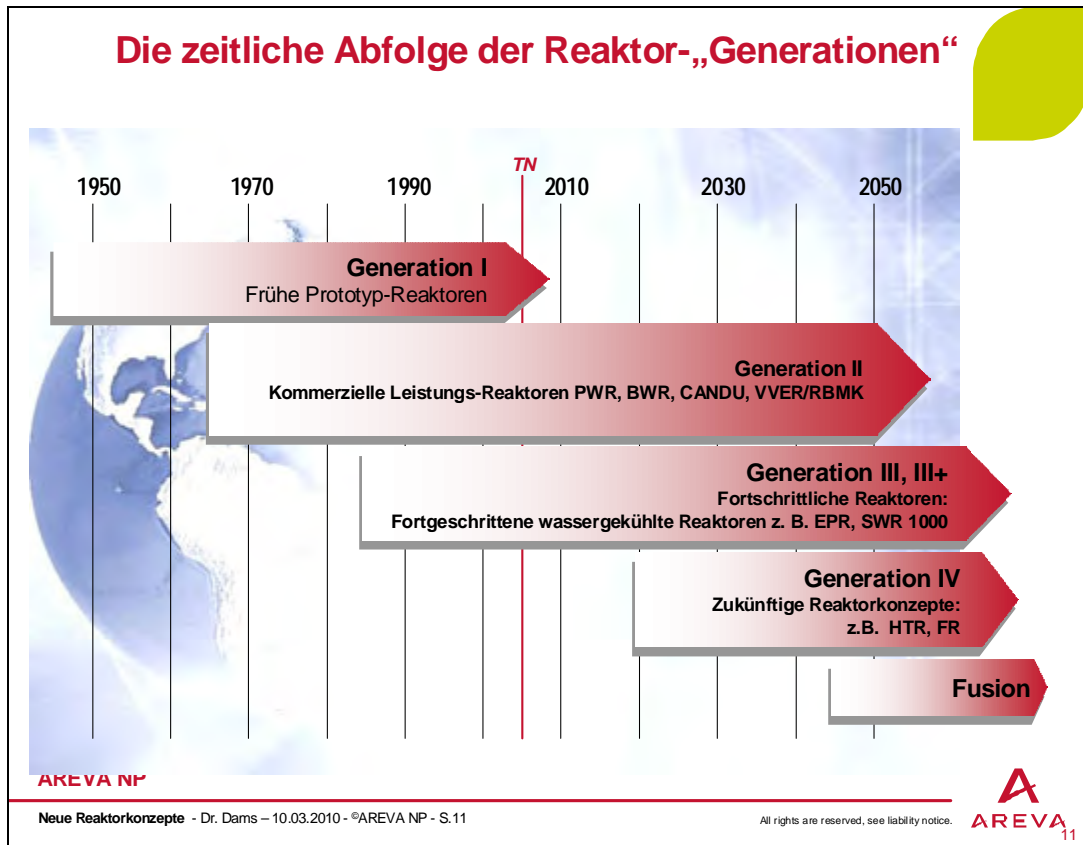 Die zeitliche Abfolge der Reaktor-„Generationen“
TN
1950 1970 1990 2010 2030 2050
Generation I
Frühe Prototyp-Reaktoren
Generation II
Kommerzielle Leistungs-Reaktoren PWR, BWR, CANDU, VVER/RBMK
Generation III, III+
Fortschrittliche Reaktoren:
Fortgeschrittene wassergekühlte Reaktoren z. B. EPR, SWR 1000
Generation IV
Zukünftige Reaktorkonzepte:
z.B. HTR, FR
Fusion
AREVA NP
Neue Reaktorkonzepte - Dr. Dams – 10.03.2010 - ©AREVA NP - S.11
All rights are reserved, see liability notice.
AREVA
11